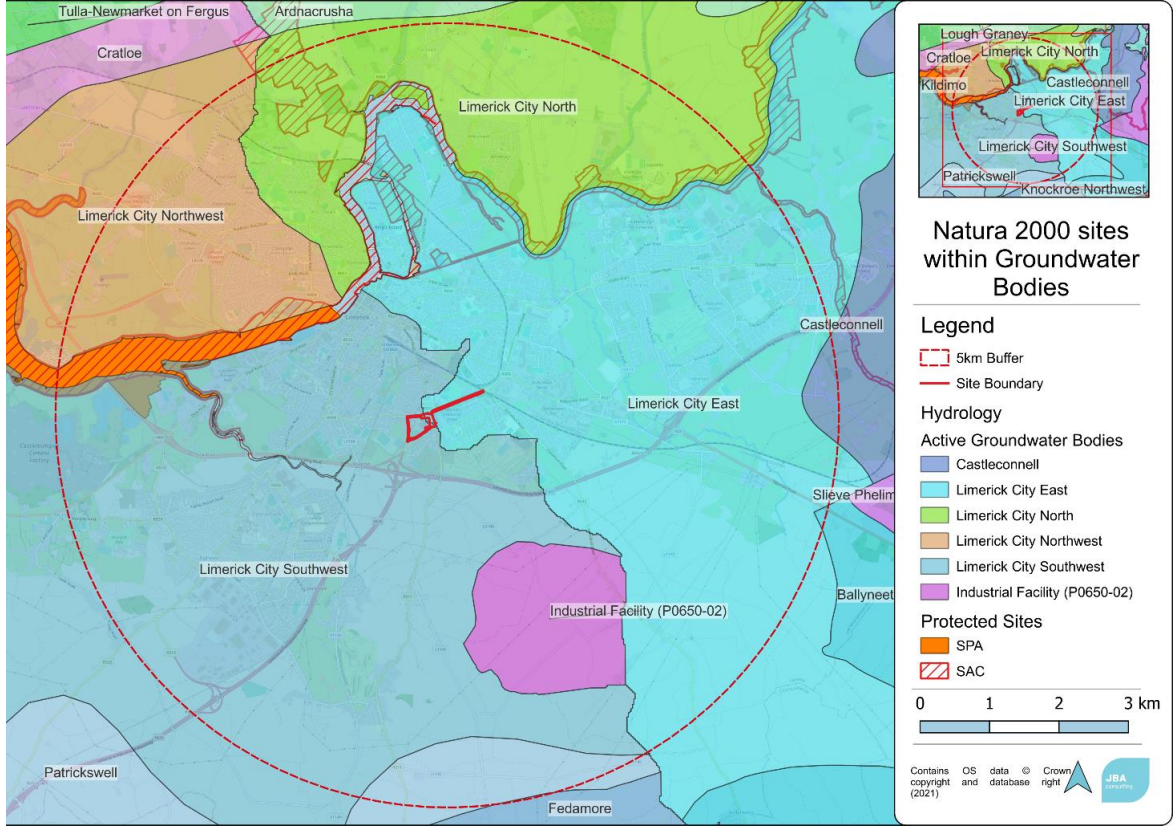 Tulla-Newmarket on Fergus
Ardnacrusha
Cratloe
Limerick City North
Limerick City Northwest
Castleconnell
Limerick City East
Slieve Phelim
Limerick City Southwest
Ballyneet
Industrial Facility (P0650-02)
Patrickswell
Fedamore
Lough Graney
Limerick City North
Cratloe
Kildimo
Castleconnell
Limerick City East
Limerick City Southwest
Patrickswell
Knockroe Northwest
Natura 2000 sites
within Groundwater
Bodies
Legend
5km Buffer
Site Boundary
Hydrology
Active Groundwater Bodies
Castleconnell
Limerick City East
Limerick City North
Limerick City Northwest
Limerick City Southwest
Industrial Facility (P0650-02)
Protected Sites
SPA
SAC
0 1 2 3 km
Contains OS data © Crown
copyright and database right
(2021)
JBA
consulting